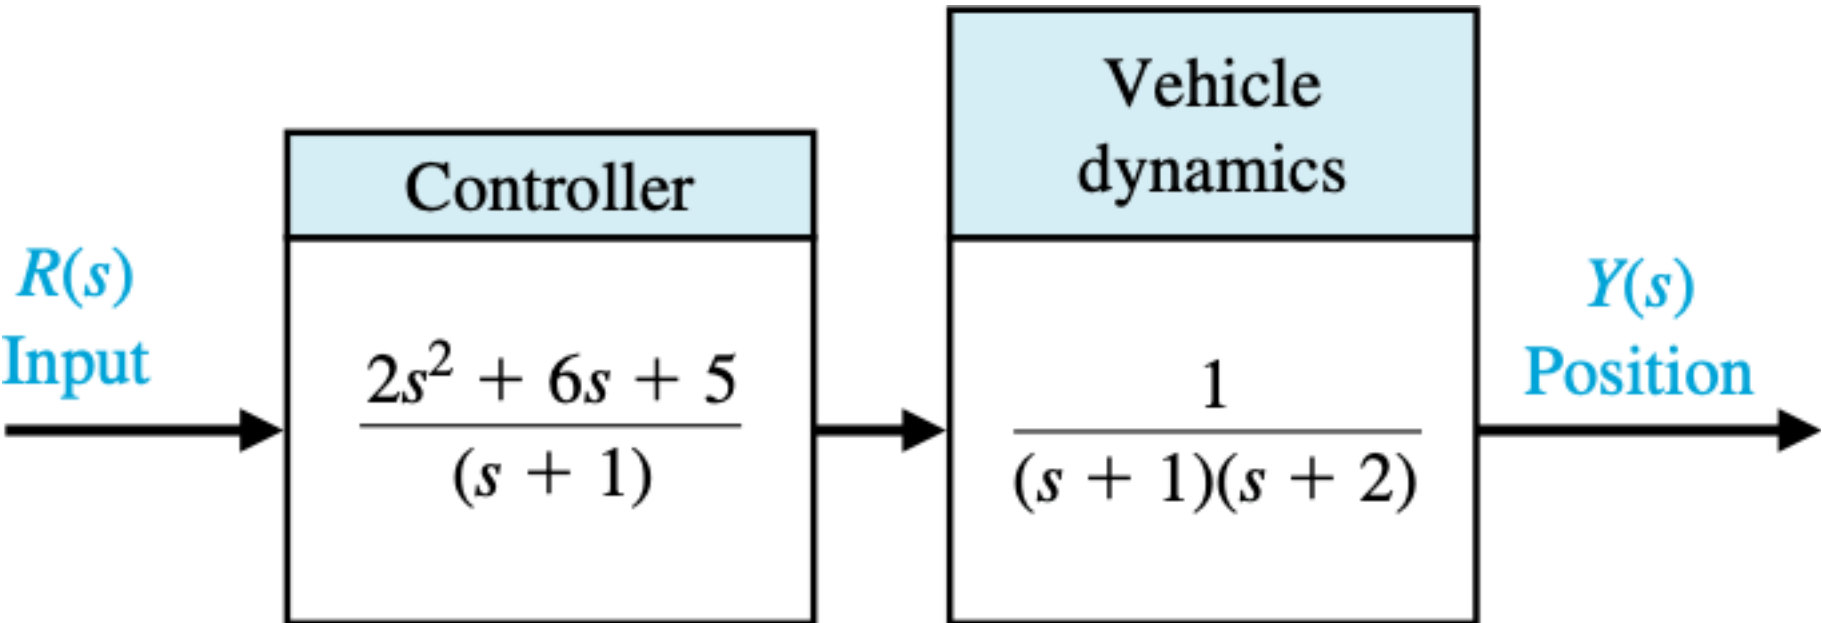 R(s)
Input
Controller
2s² + 6s + 5
(s + 1)
Vehicle
dynamics
1
(s + 1)(s + 2)
Y(s)
Position